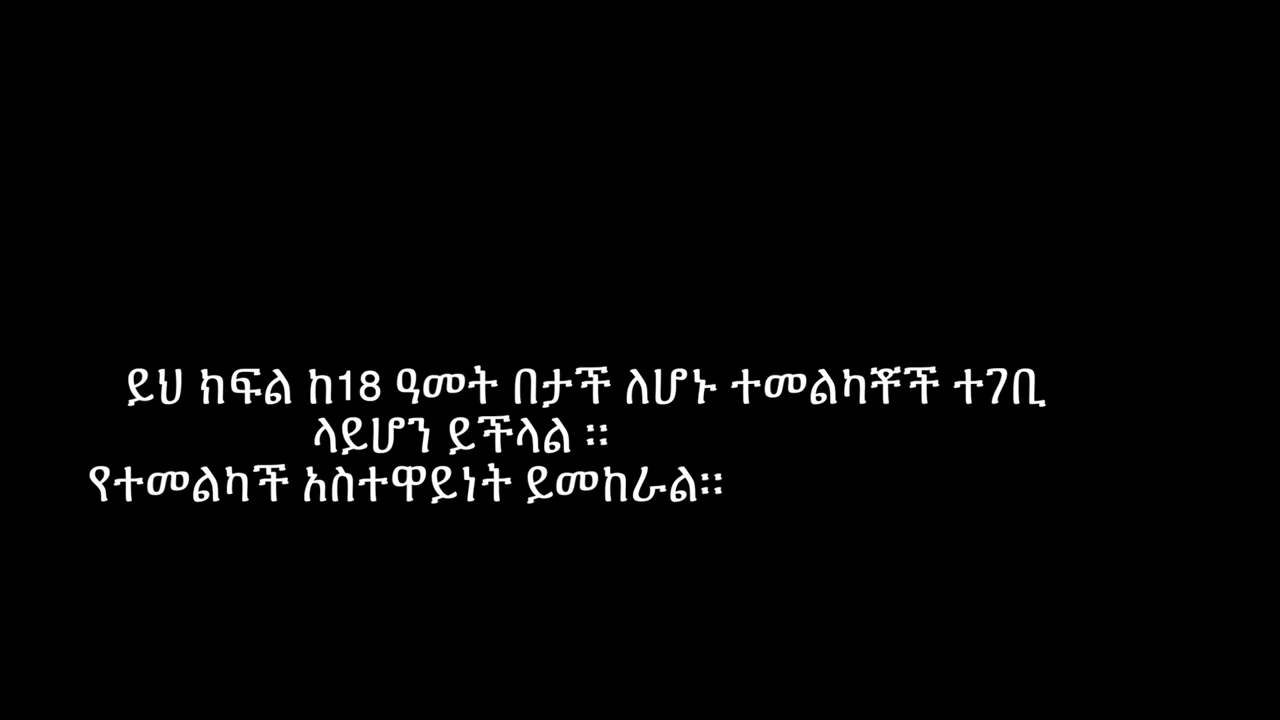 ይህ ክፍል ከ18 ዓመት በታች ለሆኑ ተመልካቾች ተገቢ
ላይሆን ይችላል ፡፡
የተመልካች አስተዋይነት ይመከራል፡፡